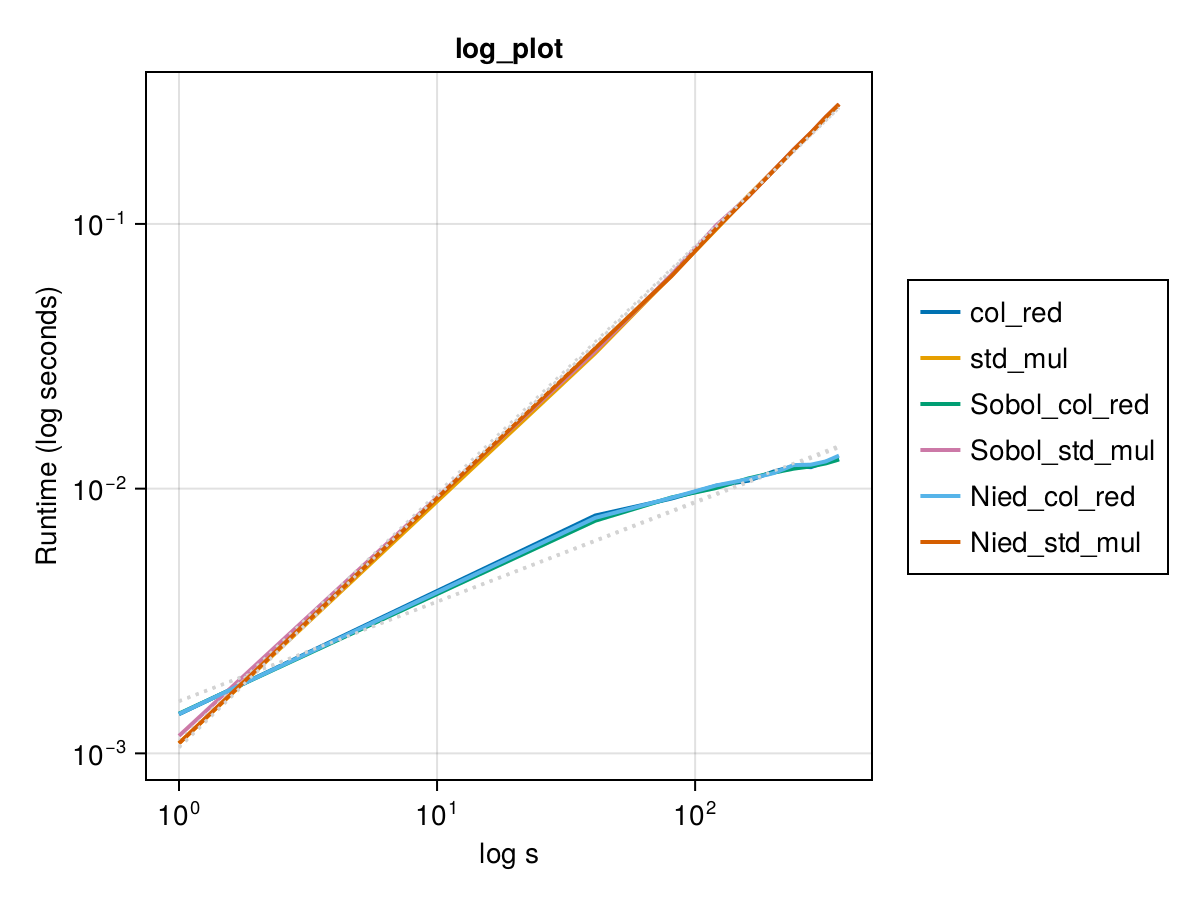 log_plot
Runtime (log seconds)
10⁻¹
10⁻²
10⁻³
10⁰
10¹
10²
log s
col_red
std_mul
Sobol_col_red
Sobol_std_mul
Nied_col_red
Nied_std_mul